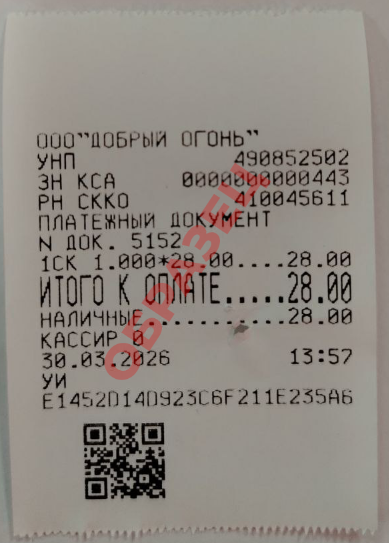 ООО"ДОБРЫЙ ОГОНЬ"
УНП 490852502
ЗН КСА 0000000000443
РН СККО 410045611
ПЛАТЕЖНЫЙ ДОКУМЕНТ
N ДОК. 5152
1СК 1.000*28.00....28.00
ИТОГО К ОПЛАТЕ.....28.00
НАЛИЧНЫЕ ...........28.00
КАССИР 0
30.03.2026 13:57
УИ
E1452D14D923C6F211E235A6
ОБРАЗЕЦ